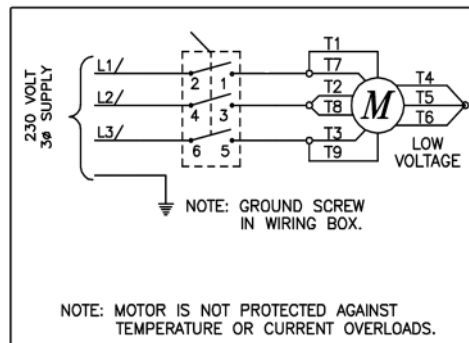 230 VOLT
3ø SUPPLY
L1/
L2/
L3/
2 1
4 3
6 5
T1
T7
T2
T8
T3
T9
M
T4
T5
T6
LOW
VOLTAGE
NOTE: GROUND SCREW
IN WIRING BOX.
NOTE: MOTOR IS NOT PROTECTED AGAINST
TEMPERATURE OR CURRENT OVERLOADS.